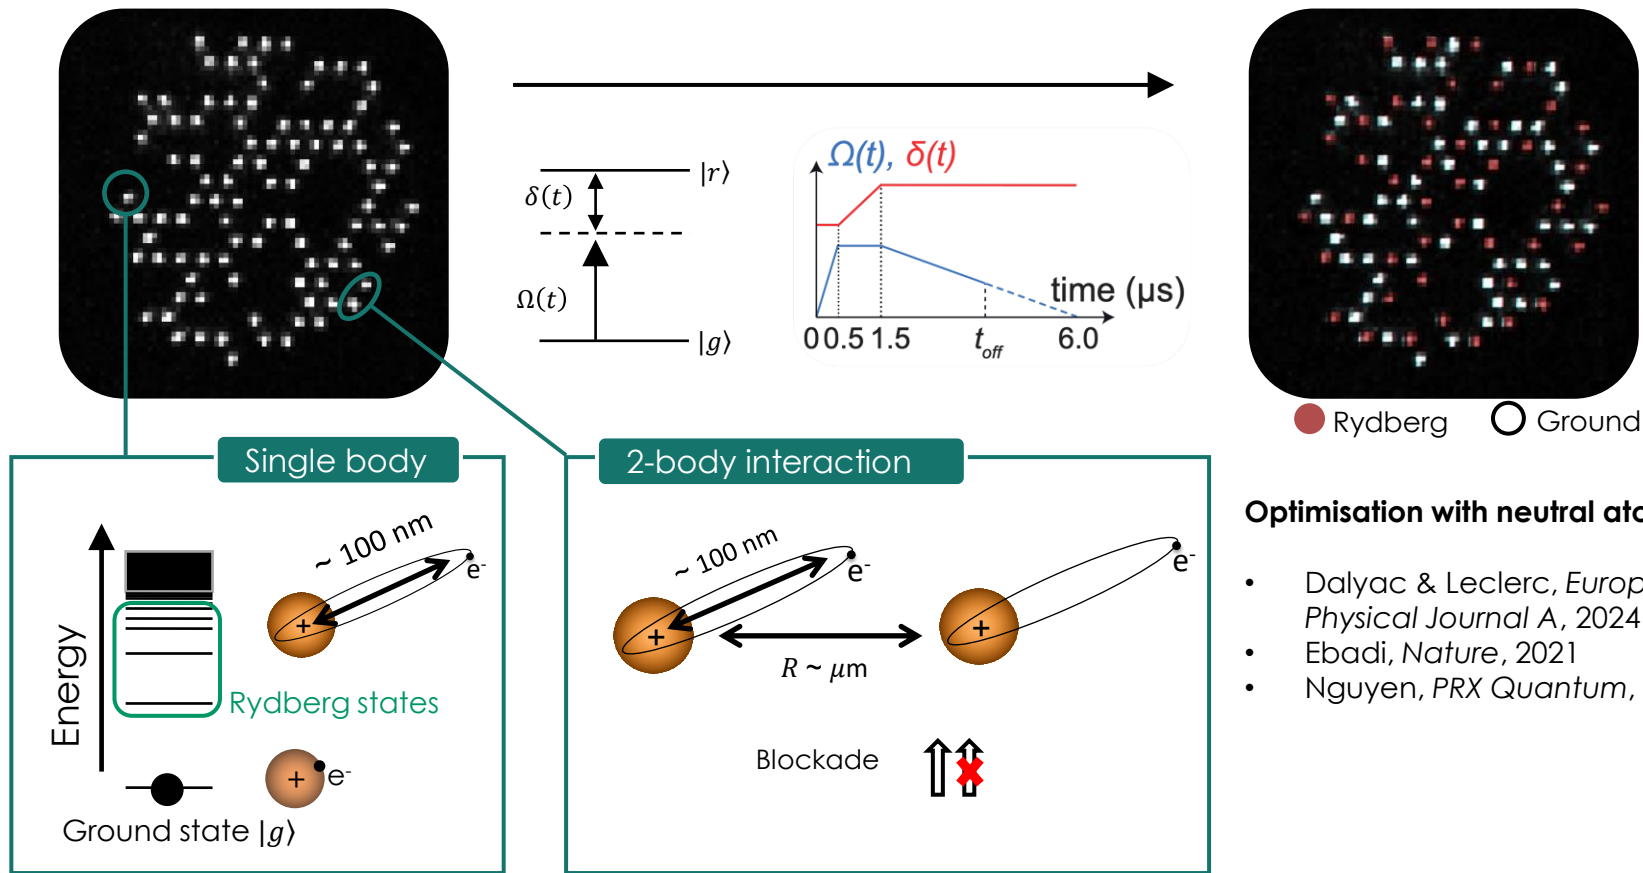 |r⟩
δ(t)
Ω(t)
|g⟩
Ω(t), δ(t)
time (µs)
0 0.5 1.5 t_off 6.0
Rydberg Ground
Single body
~ 100 nm
e-
+
Energy
Rydberg states
+
e-
Ground state |g⟩
2-body interaction
~ 100 nm
e-
e-
+
+
R ~ μm
Blockade
Optimisation with neutral
• Dalyac & Leclerc,
Physical Journal A, 2024
• Ebadi, Nature, 2021
• Nguyen, PRX Quantum,